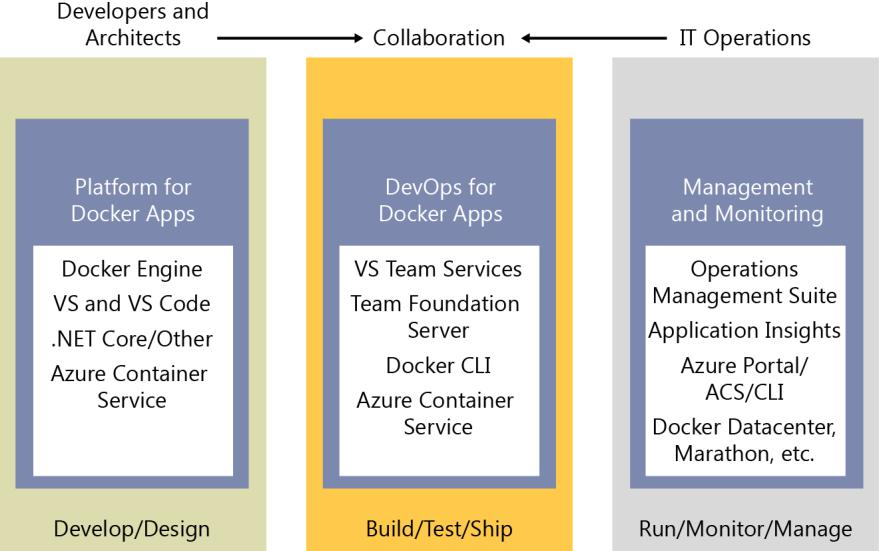 Developers and
Architects
Collaboration
IT Operations
Platform for
Docker Apps
Docker Engine
VS and VS Code
.NET Core/Other
Azure Container
Service
Develop/Design
DevOps for
Docker Apps
VS Team Services
Team Foundation
Server
Docker CLI
Azure Container
Service
Build/Test/Ship
Management
and Monitoring
Operations
Management Suite
Application Insights
Azure Portal/
ACS/CLI
Docker Datacenter,
Marathon, etc.
Run/Monitor/Manage